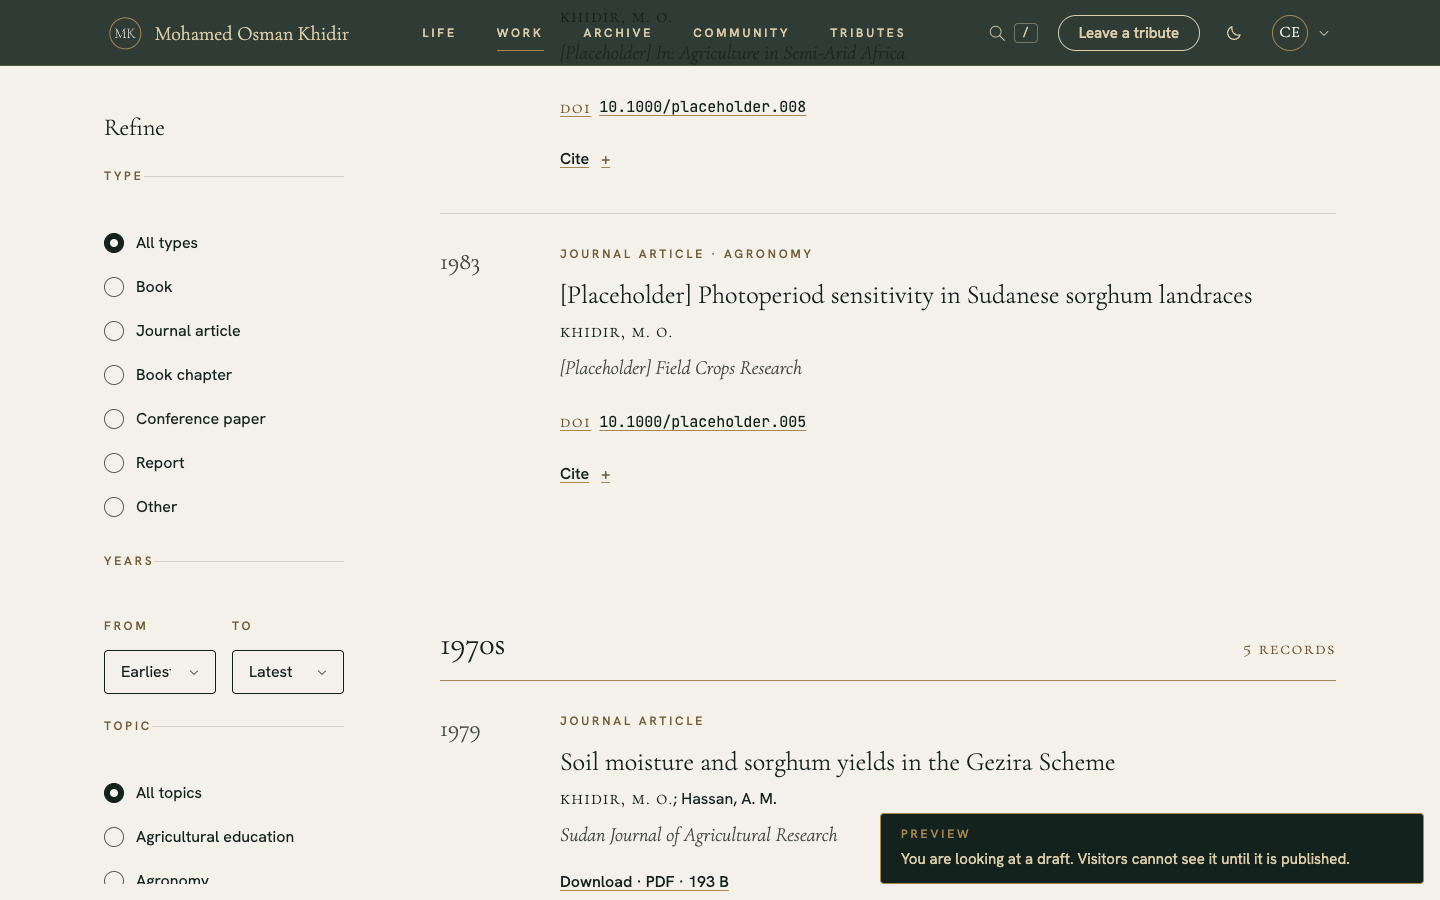 MK Mohamed Osman Khidir LIFE WORK ARCHIVE COMMUNITY TRIBUTES / Leave a tribute CE
KHIDIR, M. O.
[Placeholder] In: Agriculture in Semi-Arid Africa
DOI 10.1000/placeholder.008
Cite +
Refine
TYPE
All types
Book
Journal article
Book chapter
Conference paper
Report
Other
YEARS
FROM TO
Earliest Latest
TOPIC
All topics
Agricultural education
Agronomy
1983
JOURNAL ARTICLE · AGRONOMY
[Placeholder] Photoperiod sensitivity in Sudanese sorghum landraces
KHIDIR, M. O.
[Placeholder] Field Crops Research
DOI 10.1000/placeholder.005
Cite +
1970s 5 RECORDS
1979
JOURNAL ARTICLE
Soil moisture and sorghum yields in the Gezira Scheme
KHIDIR, M. O.; Hassan, A. M.
Sudan Journal of Agricultural Research
Download · PDF · 193 B
PREVIEW
You are looking at a draft. Visitors cannot see it until it is published.